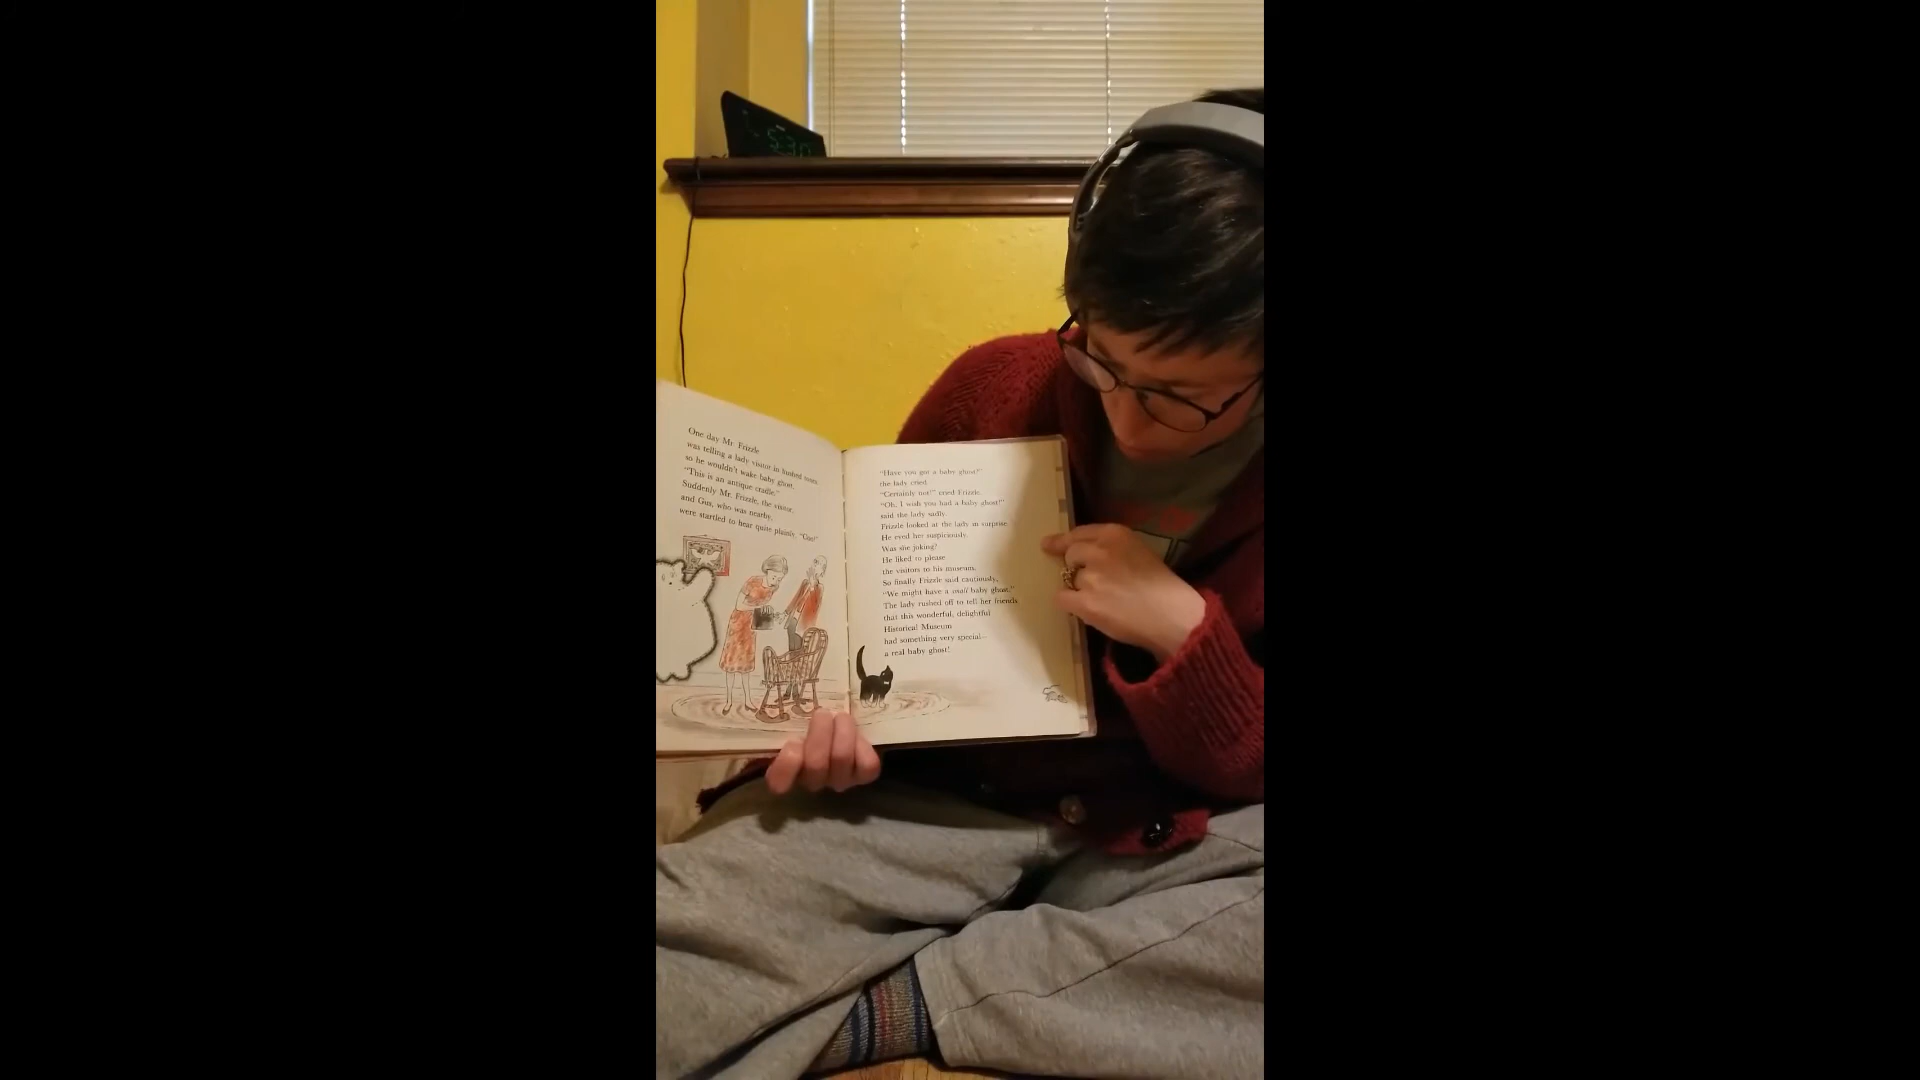 One day Mr. Frizzle
was telling a lady visitor in hushed tones
so he wouldn't wake baby ghost,
"This is an antique cradle."
Suddenly Mr. Frizzle, the visitor,
and Gus, who was nearby,
were startled to hear quite plainly, "Goo!"
"Have you got a baby ghost?"
the lady cried.
"Certainly not!" cried Frizzle.
"Oh, I wish you had a baby ghost!"
said the lady sadly.
Frizzle looked at the lady in surprise.
He eyed her suspiciously.
Was she joking?
He liked to please
the visitors to his museum.
So finally Frizzle said cautiously,
"We might have a small baby ghost."
The lady rushed off to tell her friends
that this wonderful, delightful
Historical Museum
had something very special—
a real baby ghost!